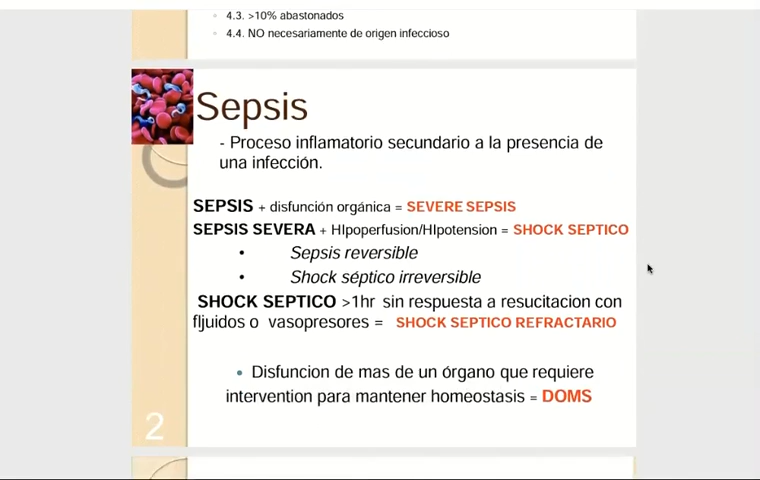 4.3. >10% abastonados
4.4. NO necesariamente de origen infeccioso
Sepsis
- Proceso inflamatorio secundario a la presencia de
una infección.
SEPSIS + disfunción orgánica = SEVERE SEPSIS
SEPSIS SEVERA + HIpoperfusion/HIpotension = SHOCK SEPTICO
• Sepsis reversible
• Shock séptico irreversible
SHOCK SEPTICO >1hr sin respuesta a resucitacion con
fljuidos o vasopresores = SHOCK SEPTICO REFRACTARIO
• Disfuncion de mas de un órgano que requiere
intervention para mantener homeostasis = DOMS
2